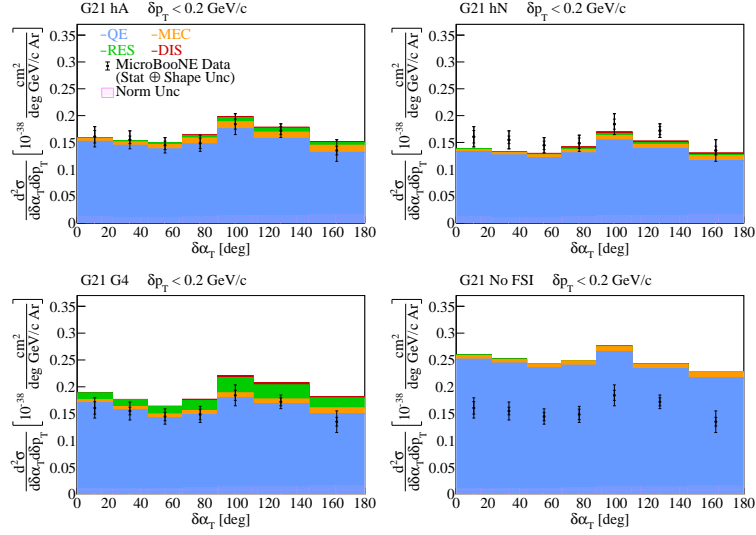 G21 hA δp_T < 0.2 GeV/c
−QE −MEC
−RES −DIS
MicroBooNE Data
(Stat ⊕ Shape Unc)
Norm Unc
d²σ/dδα_T dδp_T [10⁻³⁸ cm²/deg GeV/c Ar]
0.35
0.3
0.25
0.2
0.15
0.1
0.05
0
0 20 40 60 80 100 120 140 160 180
δα_T [deg]
G21 hN δp_T < 0.2 GeV/c
d²σ/dδα_T dδp_T [10⁻³⁸ cm²/deg GeV/c Ar]
0.35
0.3
0.25
0.2
0.15
0.1
0.05
0
0 20 40 60 80 100 120 140 160 180
δα_T [deg]
G21 G4 δp_T < 0.2 GeV/c
d²σ/dδα_T dδp_T [10⁻³⁸ cm²/deg GeV/c Ar]
0.35
0.3
0.25
0.2
0.15
0.1
0.05
0
0 20 40 60 80 100 120 140 160 180
δα_T [deg]
G21 No FSI δp_T < 0.2 GeV/c
d²σ/dδα_T dδp_T [10⁻³⁸ cm²/deg GeV/c Ar]
0.35
0.3
0.25
0.2
0.15
0.1
0.05
0
0 20 40 60 80 100 120 140 160 180
δα_T [deg]